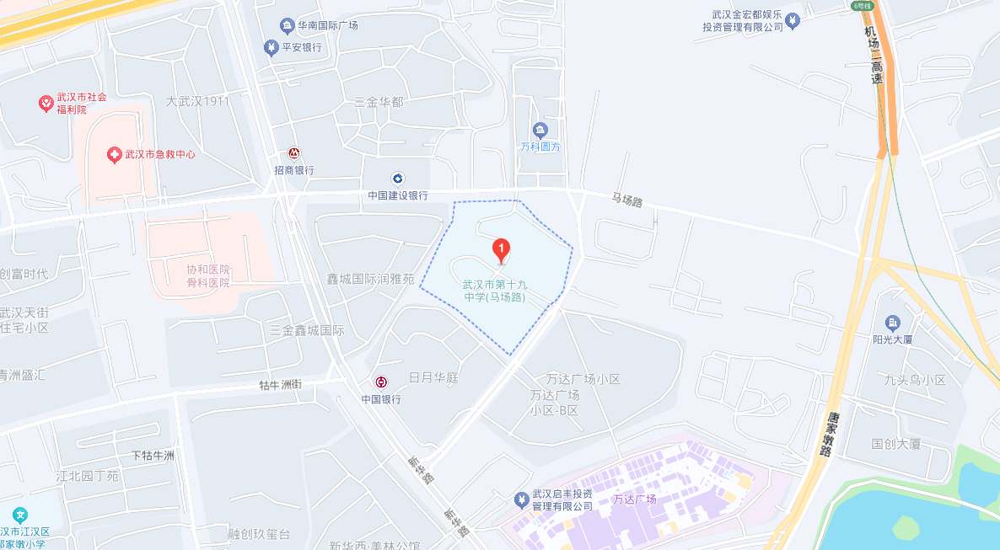 6号线
武汉金宏都娱乐
投资管理有限公司
华南国际广场
平安银行
机场二高速
武汉市社会
福利院
大武汉1911
三金华都
武汉市急救中心
万科圆方
招商银行
中国建设银行
马场路
1
协和医院
骨科医院
创富时代
鑫城国际润雅苑
武汉市第十九
中学(马场路)
武汉天街
住宅小区
三金鑫城国际
阳光大厦
青洲盛汇
牯牛洲街
日月华庭
万达广场小区
万达广场
小区-B区
九头鸟小区
中国银行
唐家墩路
国创大厦
下牯牛洲
江北园丁苑
新华路
武汉启丰投资
管理有限公司
万达广场
新华路
汉市江汉区
邬家墩小学
融创玖玺台
新华西·美林公馆